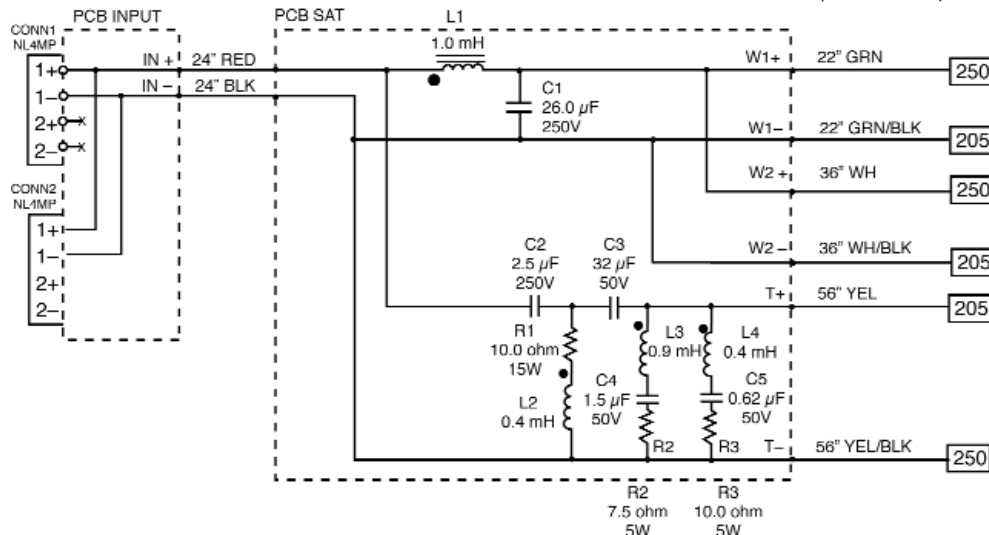 PCB INPUT
PCB SAT
L1
1.0 mH
CONN1
NL4MP
IN + 24" RED
W1+ 22" GRN
250
1+
1–
2+ x
2– x
IN – 24" BLK
C1
26.0 µF
250V
W1– 22" GRN/BLK
205
W2 + 36" WH
250
CONN2
NL4MP
1+
1–
2+
2–
W2 – 36" WH/BLK
205
C2
2.5 µF
250V
C3
32 µF
50V
T+ 56" YEL
205
R1
10.0 ohm
15W
L3
0.9 mH
L4
0.4 mH
L2
0.4 mH
C4
1.5 µF
50V
C5
0.62 µF
50V
R2
R3
T– 56" YEL/BLK
250
R2
7.5 ohm
5W
R3
10.0 ohm
5W